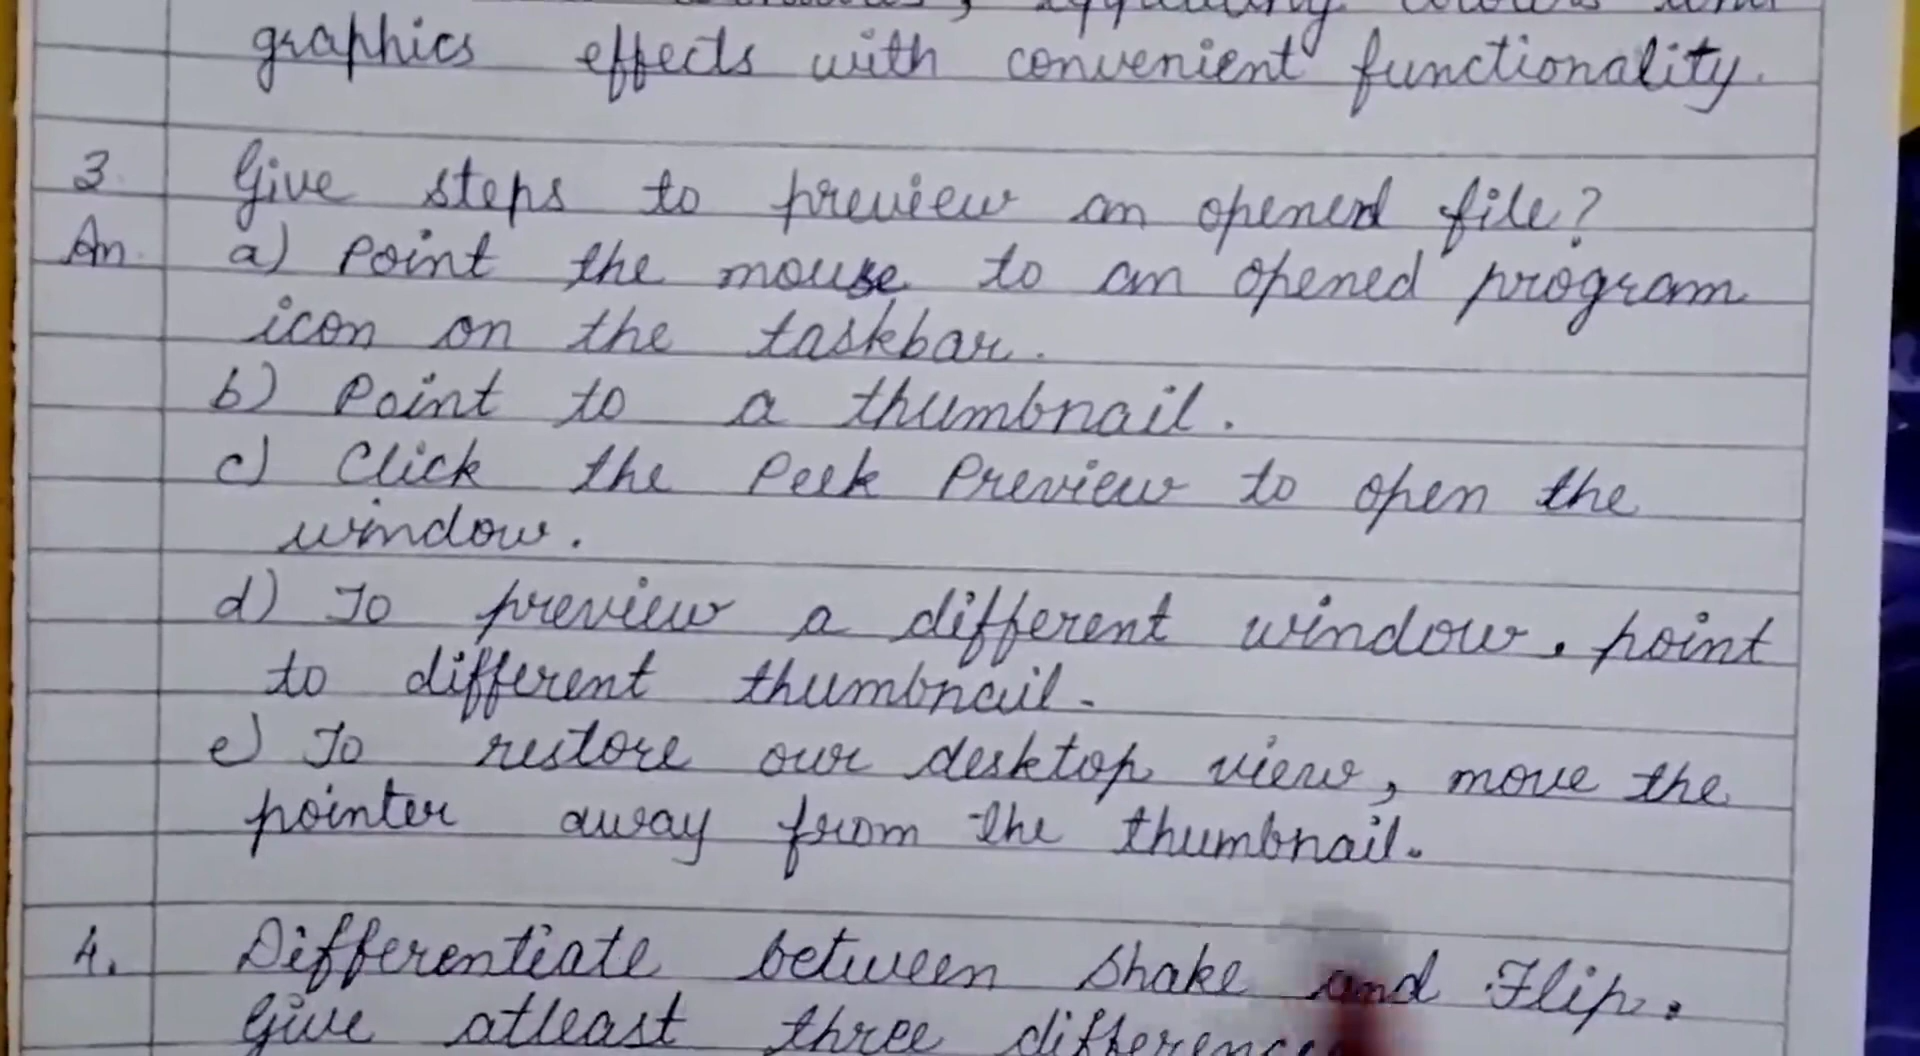 graphics effects with convenient functionality.
3. Give steps to preview an opened file?
An. a) Point the mouse to an opened program
icon on the taskbar.
b) Point to a thumbnail.
c) Click the Peek Preview to open the
window.
d) To preview a different window, point
to different thumbnail.
e) To restore our desktop view, move the
pointer away from the thumbnail.
4. Differentiate between Shake and Flip.
Give atleast three